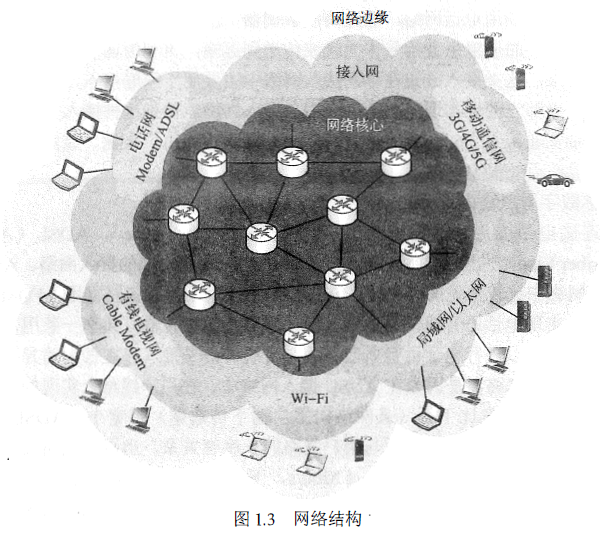 网络边缘
接入网
网络核心
电话网
Modem/ADSL
移动通信网
3G/4G/5G
有线电视网
Cable Modem
局域网/以太网
Wi-Fi
图 1.3 网络结构